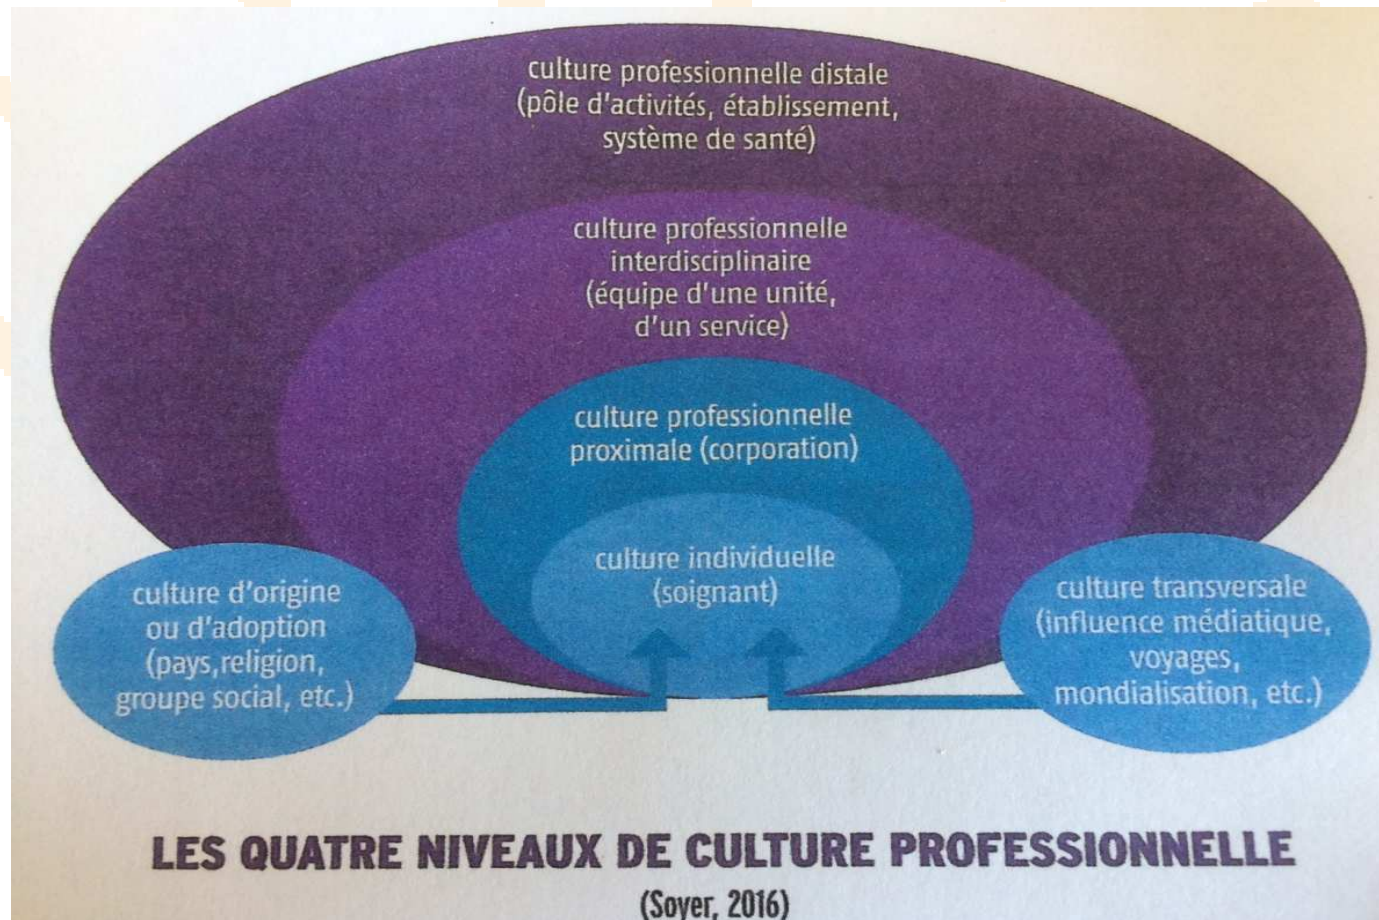 culture professionnelle distale
(pôle d'activités, établissement,
système de santé)
culture professionnelle
interdisciplinaire
(équipe d'une unité,
d'un service)
culture professionnelle
proximale (corporation)
culture individuelle
(soignant)
culture d'origine
ou d'adoption
(pays,religion,
groupe social, etc.)
culture transversale
(influence médiatique,
voyages,
mondialisation, etc.)
LES QUATRE NIVEAUX DE CULTURE PROFESSIONNELLE
(Soyer, 2016)